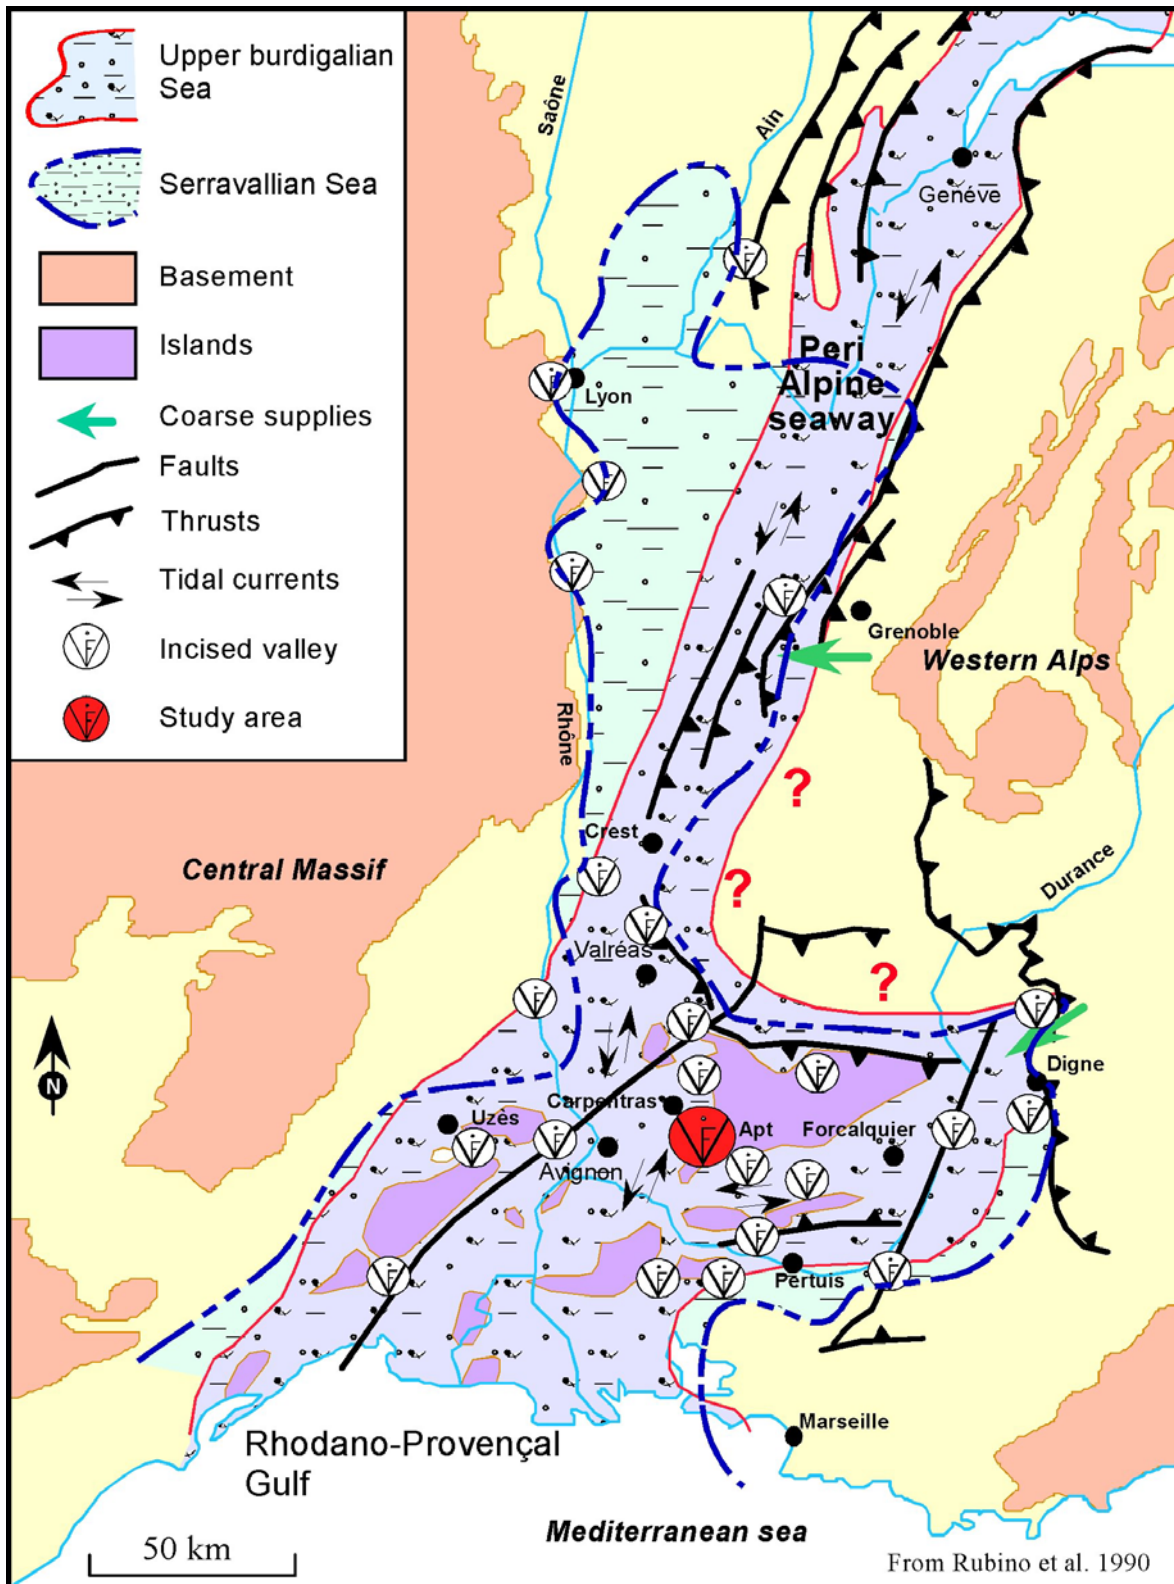 Upper burdigalian
Sea
Serravallian Sea
Basement
Islands
Coarse supplies
Faults
Thrusts
Tidal currents
Incised valley
Study area
Saône
Ain
Genéve
Peri
Alpine
seaway
Lyon
Grenoble
Western Alps
Rhône
?
Crest
?
Durance
Central Massif
Valréas
?
N
Digne
Carpentras
Uzès
Apt
Forcalquier
Avignon
Pertuis
Marseille
Rhodano-Provençal
Gulf
Mediterranean sea
50 km
From Rubino et al. 1990